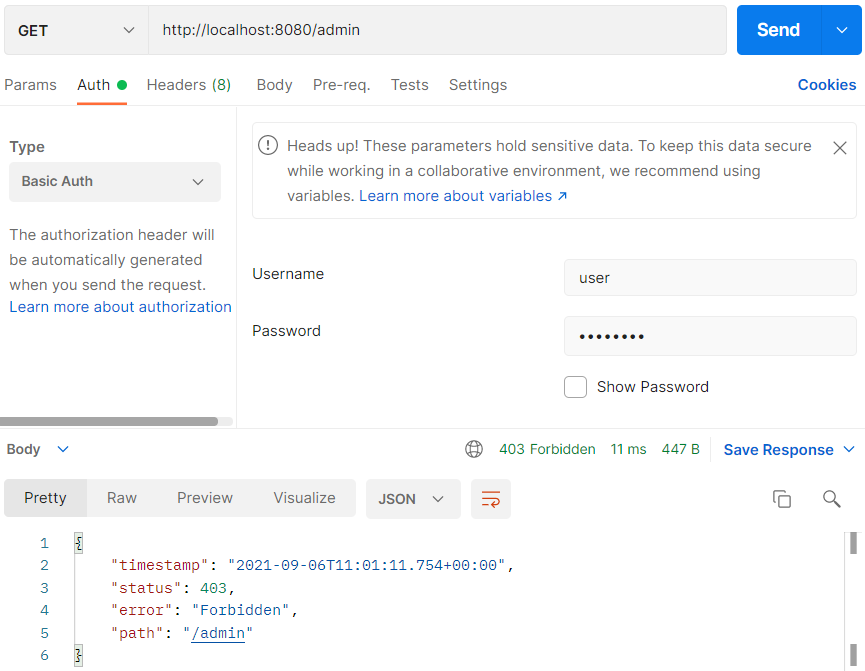 GET http://localhost:8080/admin Send
Params Auth Headers (8) Body Pre-req. Tests Settings Cookies
Type
Basic Auth
The authorization header will
be automatically generated
when you send the request.
Learn more about authorization
Heads up! These parameters hold sensitive data. To keep this data secure
while working in a collaborative environment, we recommend using
variables. Learn more about variables ↗
Username user
Password ••••••••
Show Password
Body 403 Forbidden 11 ms 447 B Save Response
Pretty Raw Preview Visualize JSON
1 {
2 "timestamp": "2021-09-06T11:01:11.754+00:00",
3 "status": 403,
4 "error": "Forbidden",
5 "path": "/admin"
6 }